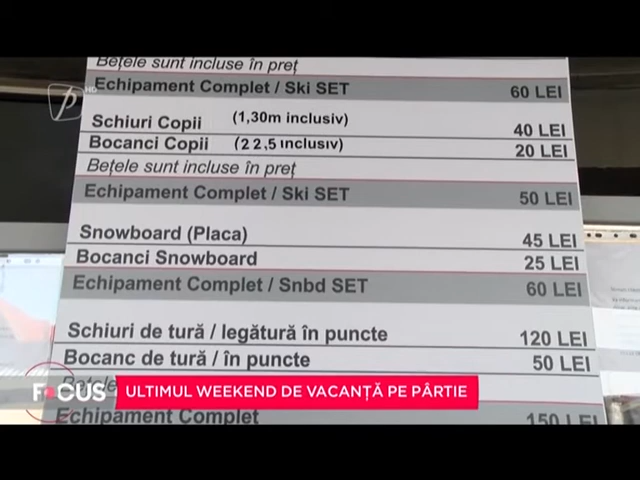 Bețele sunt incluse în preț
HD
Echipament Complet / Ski SET 60 LEI
Schiuri Copii (1,30m inclusiv) 40 LEI
Bocanci Copii (22,5 inclusiv) 20 LEI
Bețele sunt incluse în preț
Echipament Complet / Ski SET 50 LEI
Snowboard (Placa) 45 LEI
Bocanci Snowboard 25 LEI
Echipament Complet / Snbd SET 60 LEI
Schiuri de tură / legătură în puncte 120 LEI
Bocanc de tură / în puncte 50 LEI
FOCUS ULTIMUL WEEKEND DE VACANȚĂ PE PÂRTIE
Echipament Complet 150 LEI